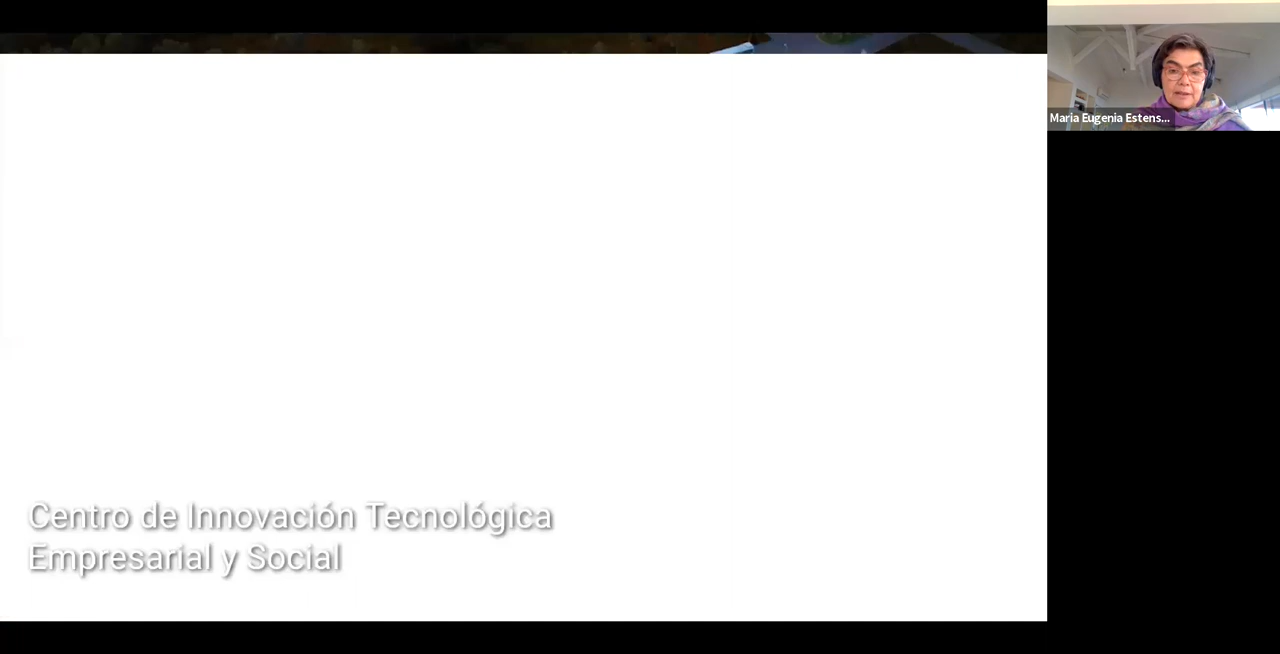 Maria Eugenia Estens...
Centro de Innovación Tecnológica
Empresarial y Social